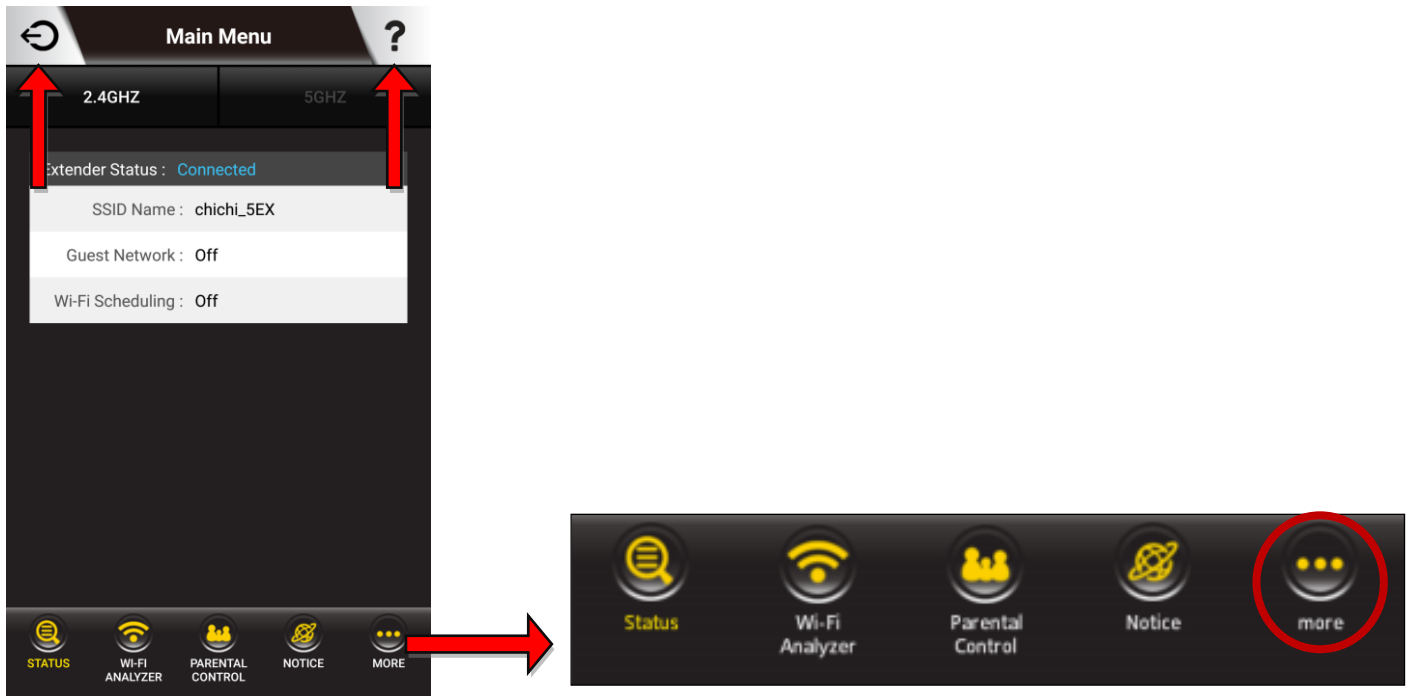 Main Menu
?
2.4GHZ
5GHZ
Extender Status : Connected
SSID Name : chichi_5EX
Guest Network : Off
Wi-Fi Scheduling : Off
STATUS
WI-FI
ANALYZER
PARENTAL
CONTROL
NOTICE
MORE
Status
Wi-Fi
Analyzer
Parental
Control
Notice
more